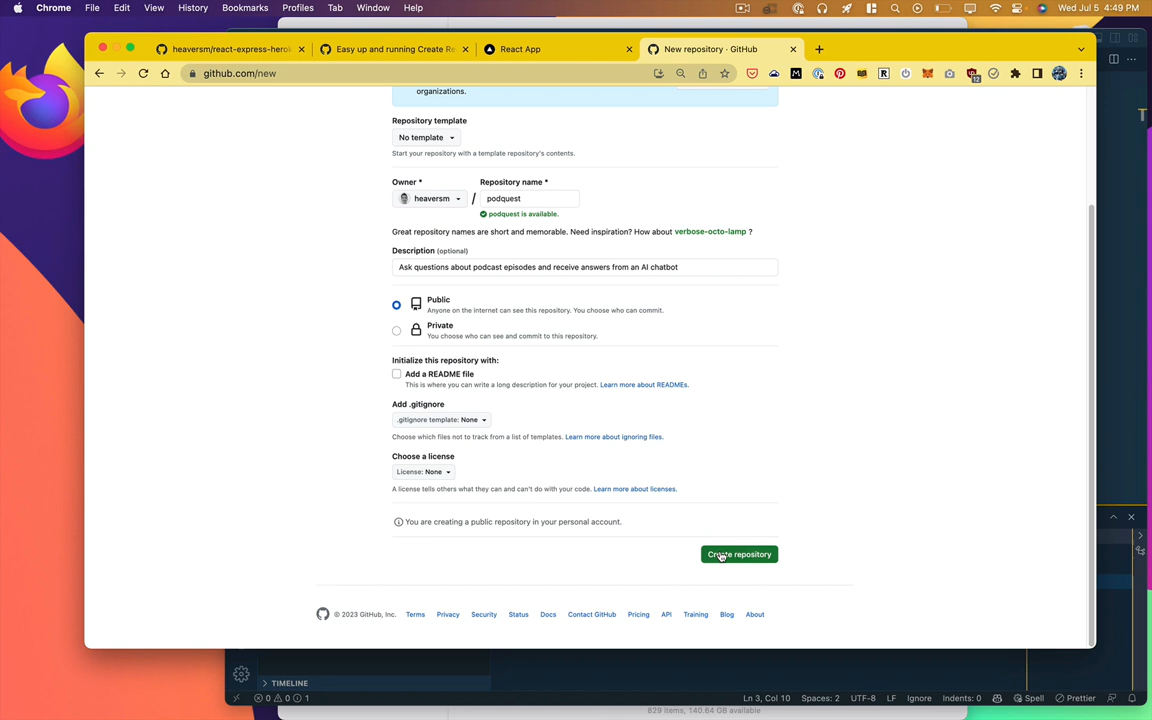 Chrome File Edit View History Bookmarks Profiles Tab Window Help Wed Jul 5 4:49 PM
heaversm/react-express-herok Easy up and running Create Re React App New repository · GitHub
github.com/new 12
organizations.
Repository template
No template
Start your repository with a template repository's contents.
Owner * Repository name *
heaversm / podquest
podquest is available.
Great repository names are short and memorable. Need inspiration? How about verbose-octo-lamp ?
Description (optional)
Ask questions about podcast episodes and receive answers from an AI chatbot
Public
Anyone on the internet can see this repository. You choose who can commit.
Private
You choose who can see and commit to this repository.
Initialize this repository with:
Add a README file
This is where you can write a long description for your project. Learn more about READMEs.
Add .gitignore
.gitignore template: None
Choose which files not to track from a list of templates. Learn more about ignoring files.
Choose a license
License: None
A license tells others what they can and can't do with your code. Learn more about licenses.
You are creating a public repository in your personal account.
Create repository
© 2023 GitHub, Inc. Terms Privacy Security Status Docs Contact GitHub Pricing API Training Blog About
TIMELINE
0 0 1 Ln 3, Col 10 Spaces: 2 UTF-8 LF Ignore Indents: 0 Spell Prettier
829 items, 140.64 GB available